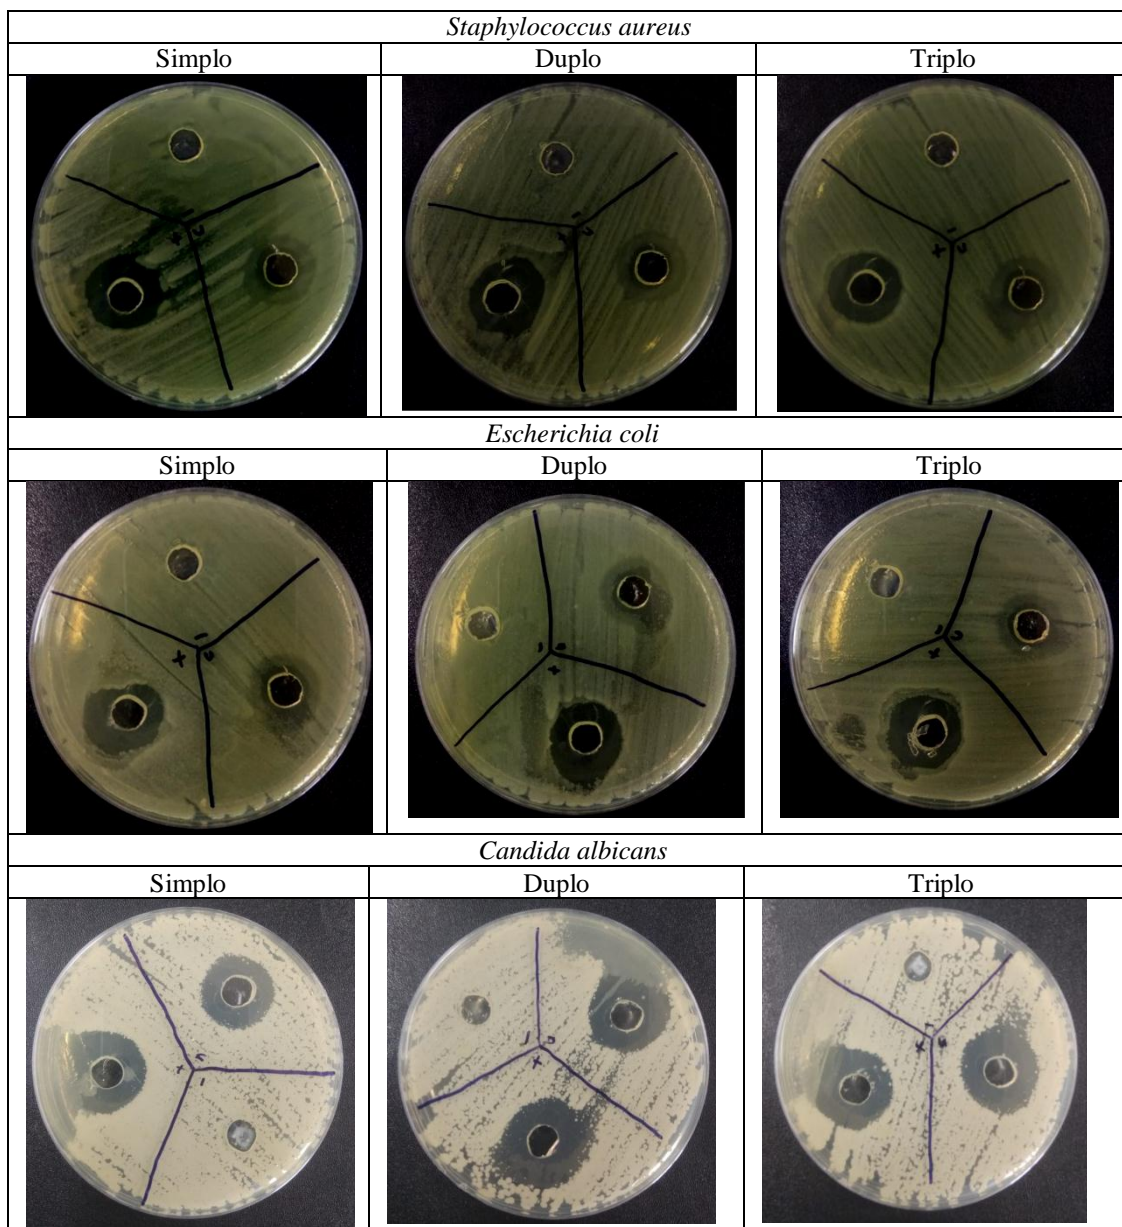 Staphylococcus aureus
Simplo Duplo Triplo
Escherichia coli
Simplo Duplo Triplo
Candida albicans
Simplo Duplo Triplo